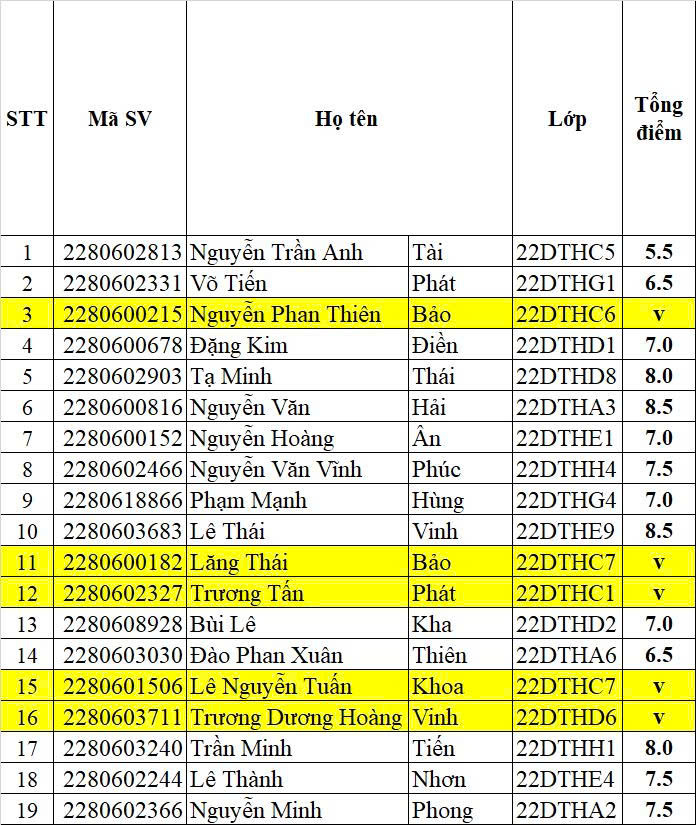 STT Mã SV Họ tên Lớp Tổng điểm
1 2280602813 Nguyễn Trần Anh Tài 22DTHC5 5.5
2 2280602331 Võ Tiến Phát 22DTHG1 6.5
3 2280600215 Nguyễn Phan Thiên Bảo 22DTHC6 v
4 2280600678 Đặng Kim Điền 22DTHD1 7.0
5 2280602903 Tạ Minh Thái 22DTHD8 8.0
6 2280600816 Nguyễn Văn Hải 22DTHA3 8.5
7 2280600152 Nguyễn Hoàng Ân 22DTHE1 7.0
8 2280602466 Nguyễn Văn Vĩnh Phúc 22DTHH4 7.5
9 2280618866 Phạm Mạnh Hùng 22DTHG4 7.0
10 2280603683 Lê Thái Vinh 22DTHE9 8.5
11 2280600182 Lăng Thái Bảo 22DTHC7 v
12 2280602327 Trương Tấn Phát 22DTHC1 v
13 2280608928 Bùi Lê Kha 22DTHD2 7.0
14 2280603030 Đào Phan Xuân Thiên 22DTHA6 6.5
15 2280601506 Lê Nguyễn Tuấn Khoa 22DTHC7 v
16 2280603711 Trương Dương Hoàng Vinh 22DTHD6 v
17 2280603240 Trần Minh Tiến 22DTHH1 8.0
18 2280602244 Lê Thành Nhơn 22DTHE4 7.5
19 2280602366 Nguyễn Minh Phong 22DTHA2 7.5